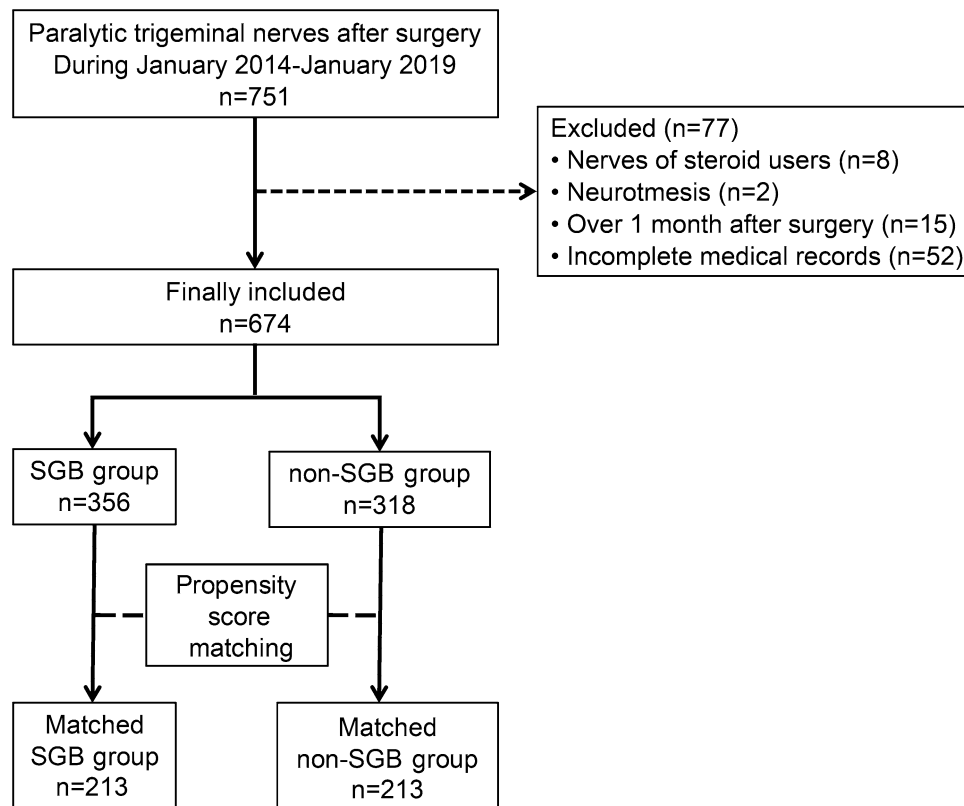 Paralytic trigeminal nerves after surgery
During January 2014-January 2019
n=751
Excluded (n=77)
• Nerves of steroid users (n=8)
• Neurotmesis (n=2)
• Over 1 month after surgery (n=15)
• Incomplete medical records (n=52)
Finally included
n=674
SGB group
n=356
non-SGB group
n=318
Propensity
score
matching
Matched
SGB group
n=213
Matched
non-SGB group
n=213